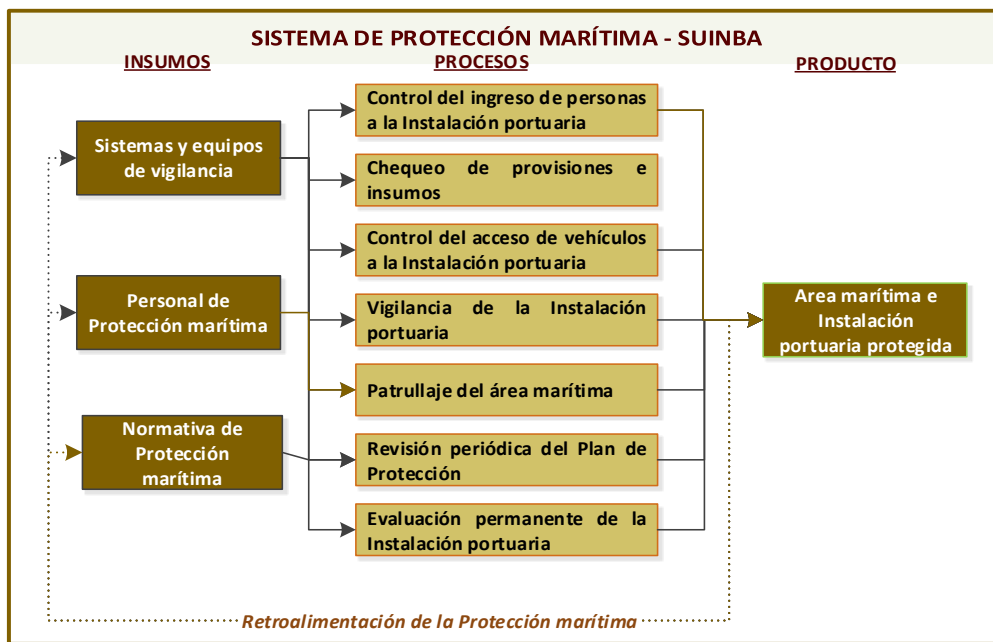 SISTEMA DE PROTECCIÓN MARÍTIMA - SUINBA
INSUMOS
PROCESOS
PRODUCTO
Sistemas y equipos
de vigilancia
Personal de
Protección marítima
Normativa de
Protección
marítima
Control del ingreso de personas
a la Instalación portuaria
Chequeo de provisiones e
insumos
Control del acceso de vehículos
a la Instalación portuaria
Vigilancia de la Instalación
portuaria
Patrullaje del área marítima
Revisión periódica del Plan de
Protección
Evaluación permanente de la
Instalación portuaria
Area marítima e
Instalación
portuaria protegida
Retroalimentación de la Protección marítima